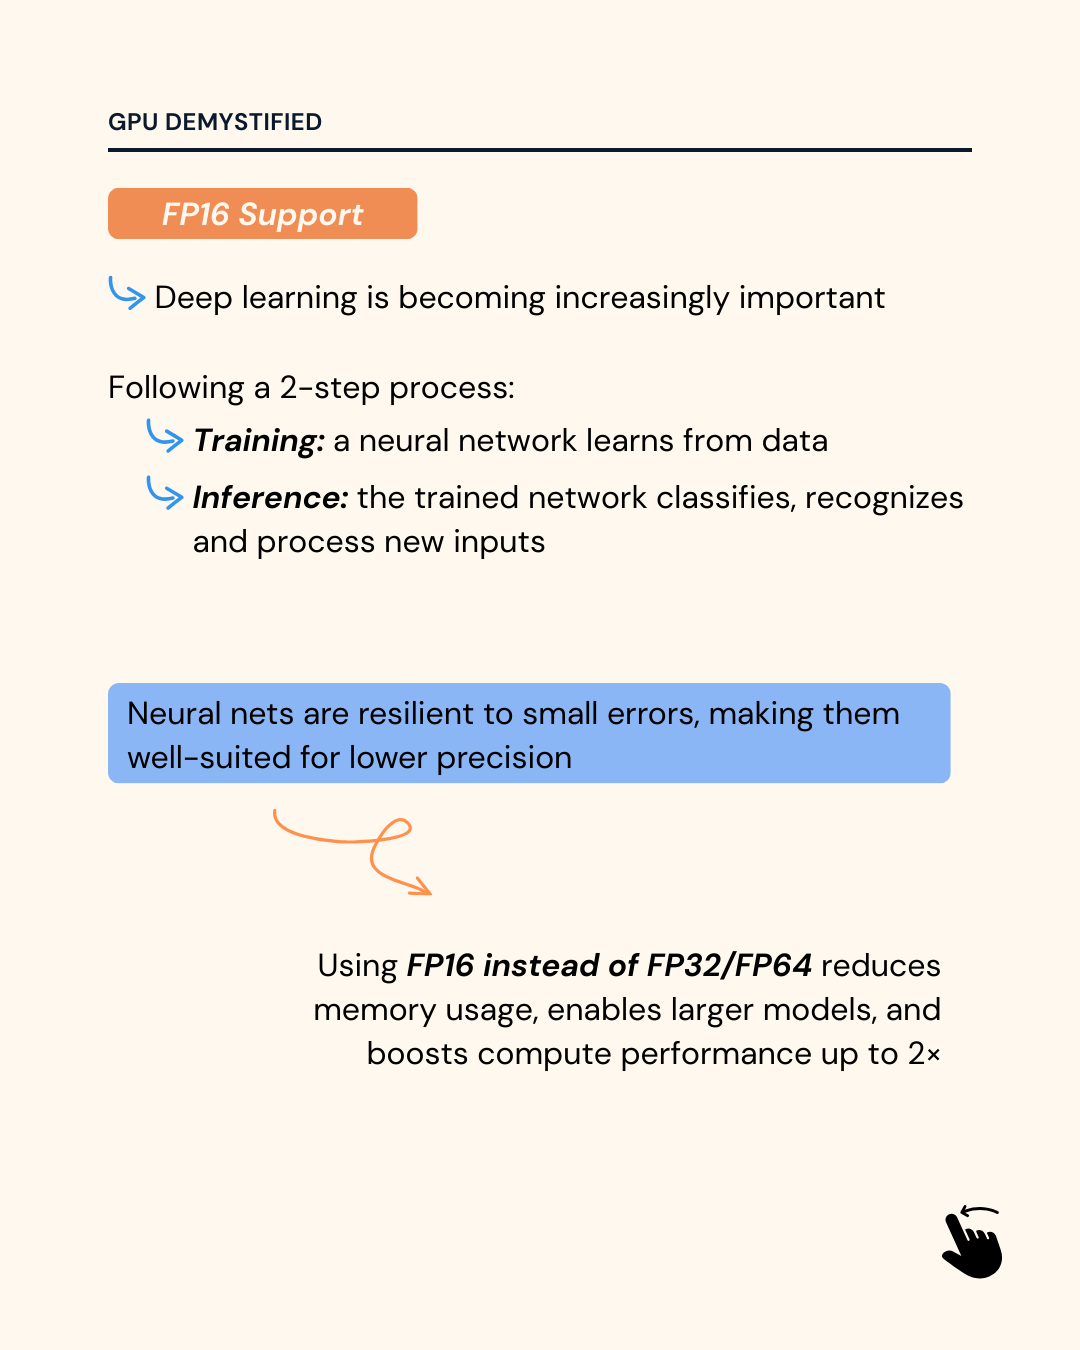 GPU DEMYSTIFIED
FP16 Support
Deep learning is becoming increasingly important
Following a 2-step process:
Training: a neural network learns from data
Inference: the trained network classifies, recognizes
and process new inputs
Neural nets are resilient to small errors, making them
well-suited for lower precision
Using FP16 instead of FP32/FP64 reduces
memory usage, enables larger models, and
boosts compute performance up to 2×